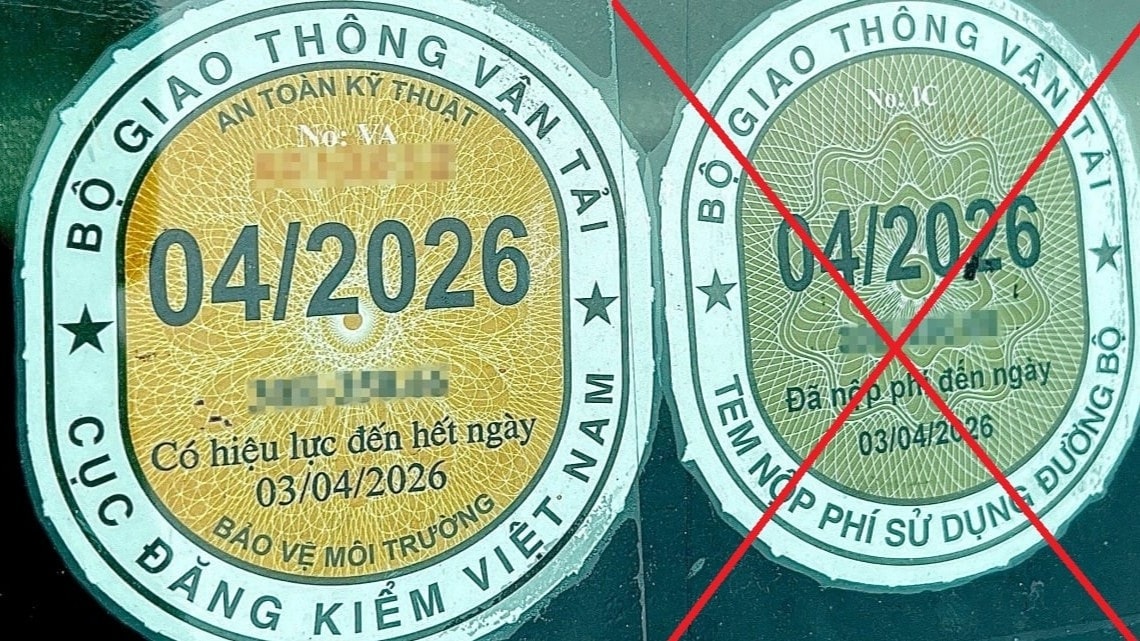 BỘ GIAO THÔNG VẬN TẢI
AN TOÀN KỸ THUẬT
No: VA
04/2026
Có hiệu lực đến hết ngày
03/04/2026
BẢO VỆ MÔI TRƯỜNG
CỤC ĐĂNG KIỂM VIỆT NAM
BỘ GIAO THÔNG VẬN TẢI
No: IC
04/2026
Đã nộp phí đến ngày
03/04/2026
TEM NỘP PHÍ SỬ DỤNG ĐƯỜNG BỘ